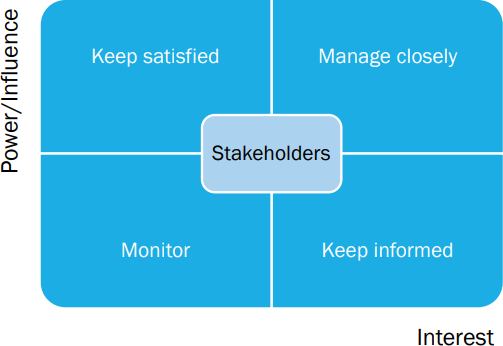 Power/Influence
Keep satisfied
Manage closely
Stakeholders
Monitor
Keep informed
Interest